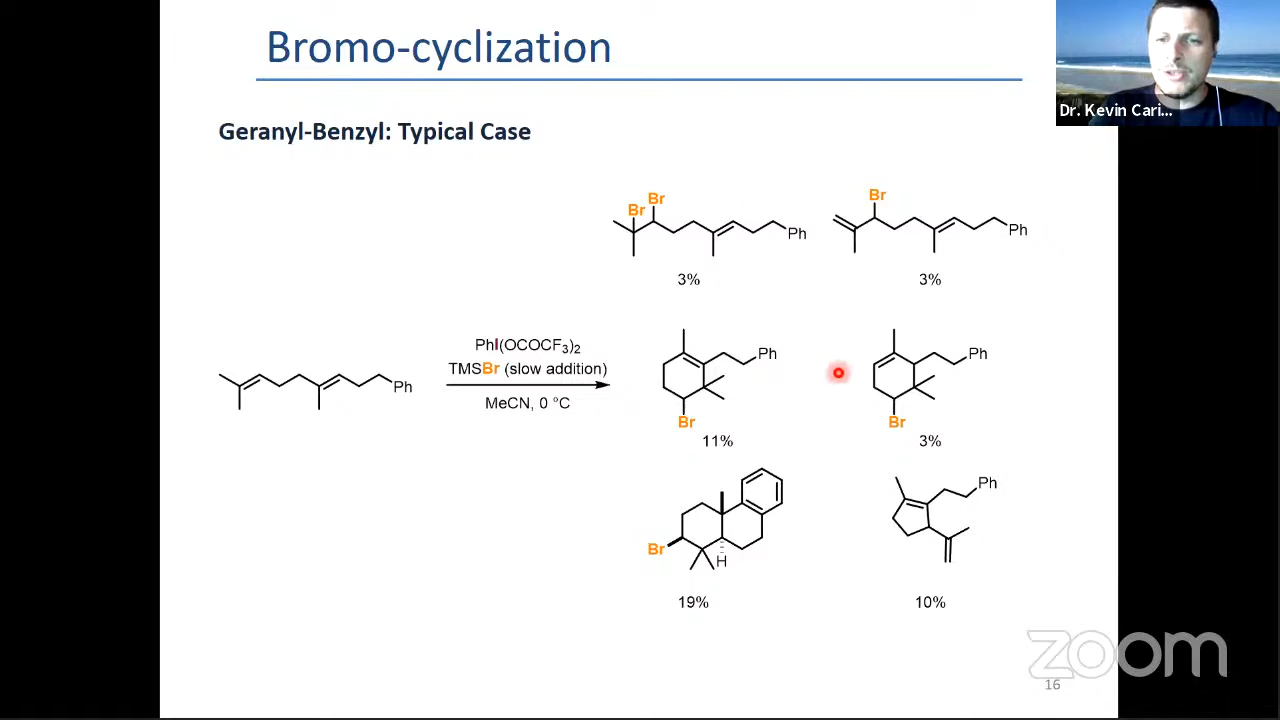 Bromo-cyclization
Dr. Kevin Cari...
Geranyl-Benzyl: Typical Case
Br
Br
Ph
3%
Br
Ph
3%
Ph
PhI(OCOCF3)2
TMSBr (slow addition)
MeCN, 0 °C
Ph
Br
11%
Ph
Br
3%
Br
H
19%
Ph
10%
zoom
16